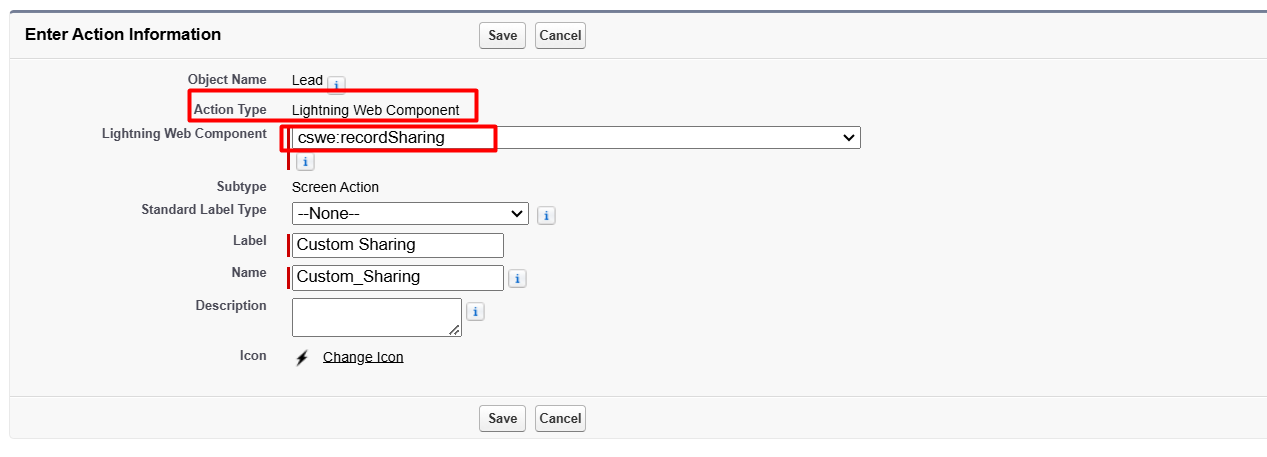 Enter Action Information Save Cancel
Object Name Lead i
Action Type Lightning Web Component
Lightning Web Component cswe:recordSharing
i
Subtype Screen Action
Standard Label Type --None-- i
Label Custom Sharing
Name Custom_Sharing i
Description i
Icon Change Icon
Save Cancel